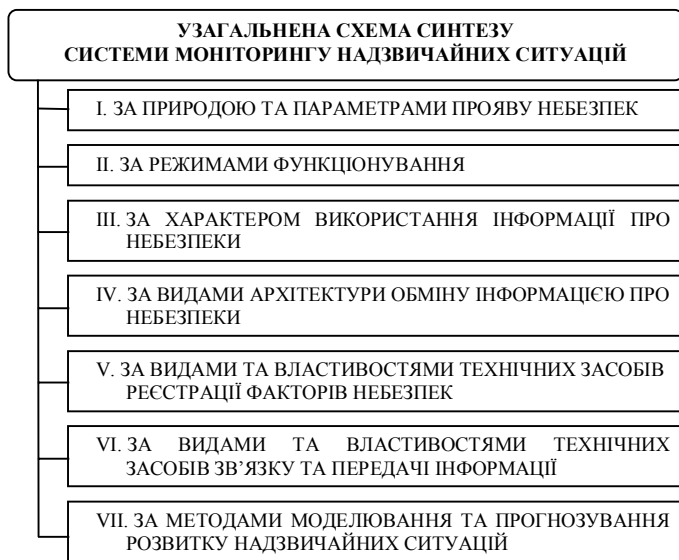 УЗАГАЛЬНЕНА СХЕМА СИНТЕЗУ
СИСТЕМИ МОНІТОРИНГУ НАДЗВИЧАЙНИХ СИТУАЦІЙ
I. ЗА ПРИРОДОЮ ТА ПАРАМЕТРАМИ ПРОЯВУ НЕБЕЗПЕК
II. ЗА РЕЖИМАМИ ФУНКЦІОНУВАННЯ
III. ЗА ХАРАКТЕРОМ ВИКОРИСТАННЯ ІНФОРМАЦІЇ ПРО
НЕБЕЗПЕКИ
IV. ЗА ВИДАМИ АРХІТЕКТУРИ ОБМІНУ ІНФОРМАЦІЄЮ ПРО
НЕБЕЗПЕКИ
V. ЗА ВИДАМИ ТА ВЛАСТИВОСТЯМИ ТЕХНІЧНИХ ЗАСОБІВ
РЕЄСТРАЦІЇ ФАКТОРІВ НЕБЕЗПЕК
VI. ЗА ВИДАМИ ТА ВЛАСТИВОСТЯМИ ТЕХНІЧНИХ
ЗАСОБІВ ЗВ’ЯЗКУ ТА ПЕРЕДАЧІ ІНФОРМАЦІЇ
VII. ЗА МЕТОДАМИ МОДЕЛЮВАННЯ ТА ПРОГНОЗУВАННЯ
РОЗВИТКУ НАДЗВИЧАЙНИХ СИТУАЦІЙ